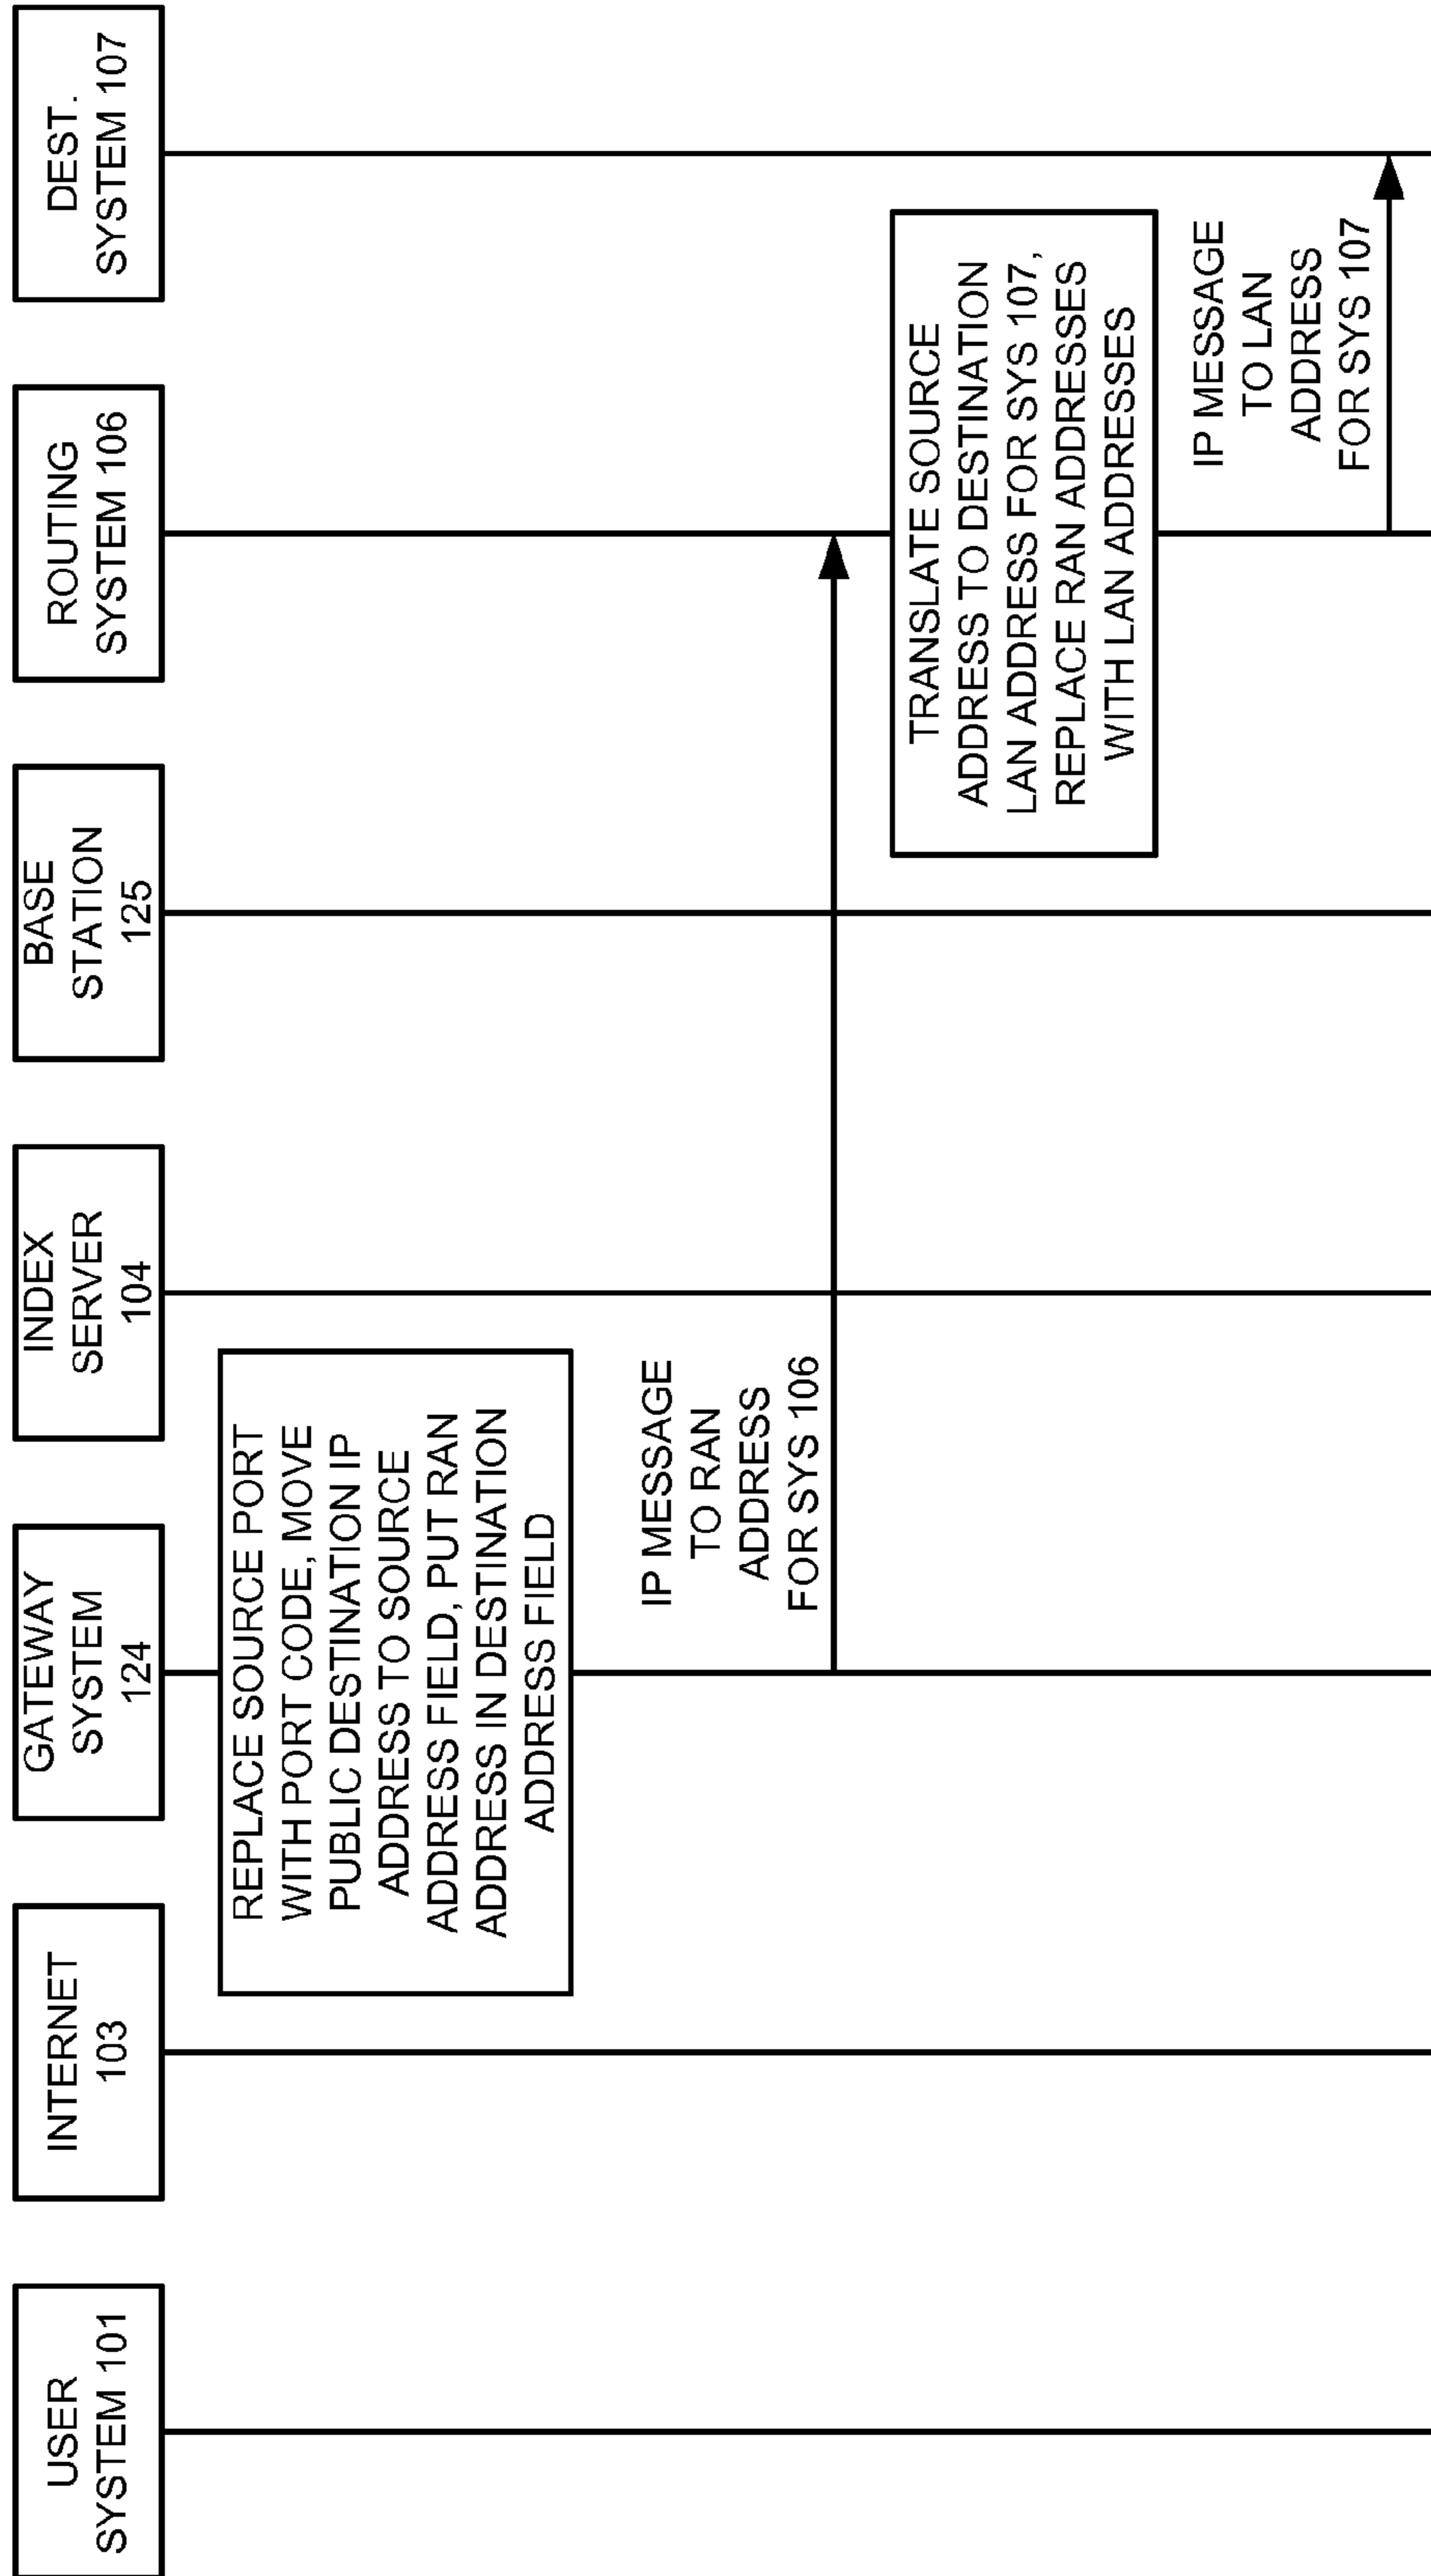 USER
SYSTEM 101
INTERNET
103
GATEWAY
SYSTEM
124
INDEX
SERVER
104
BASE
STATION
125
ROUTING
SYSTEM 106
DEST.
SYSTEM 107
REPLACE SOURCE PORT
WITH PORT CODE, MOVE
PUBLIC DESTINATION IP
ADDRESS TO SOURCE
ADDRESS FIELD, PUT RAN
ADDRESS IN DESTINATION
ADDRESS FIELD
IP MESSAGE
TO RAN
ADDRESS
FOR SYS 106
TRANSLATE SOURCE
ADDRESS TO DESTINATION
LAN ADDRESS FOR SYS 107,
REPLACE RAN ADDRESSES
WITH LAN ADDRESSES
IP MESSAGE
TO LAN
ADDRESS
FOR SYS 107